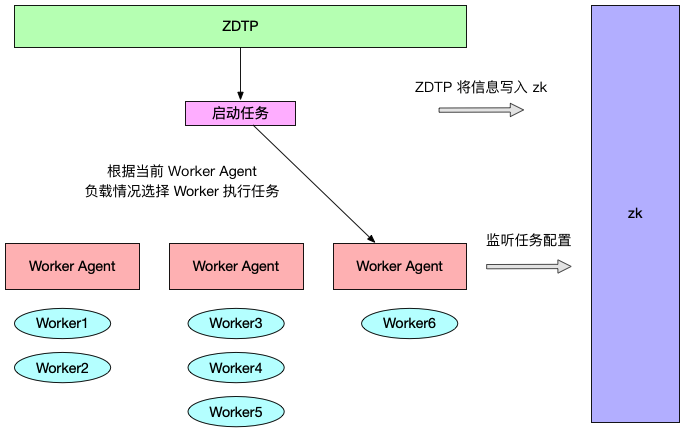 ZDTP
启动任务
ZDTP 将信息写入 zk
根据当前 Worker Agent
负载情况选择 Worker 执行任务
zk
监听任务配置
Worker Agent
Worker Agent
Worker Agent
Worker1
Worker3
Worker6
Worker2
Worker4
Worker5